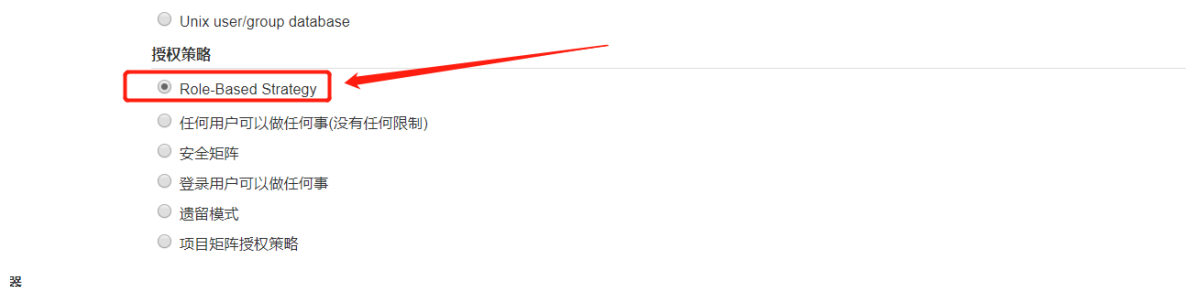 Unix user/group database
授权策略
Role-Based Strategy
任何用户可以做任何事(没有任何限制)
安全矩阵
登录用户可以做任何事
遗留模式
项目矩阵授权策略
器